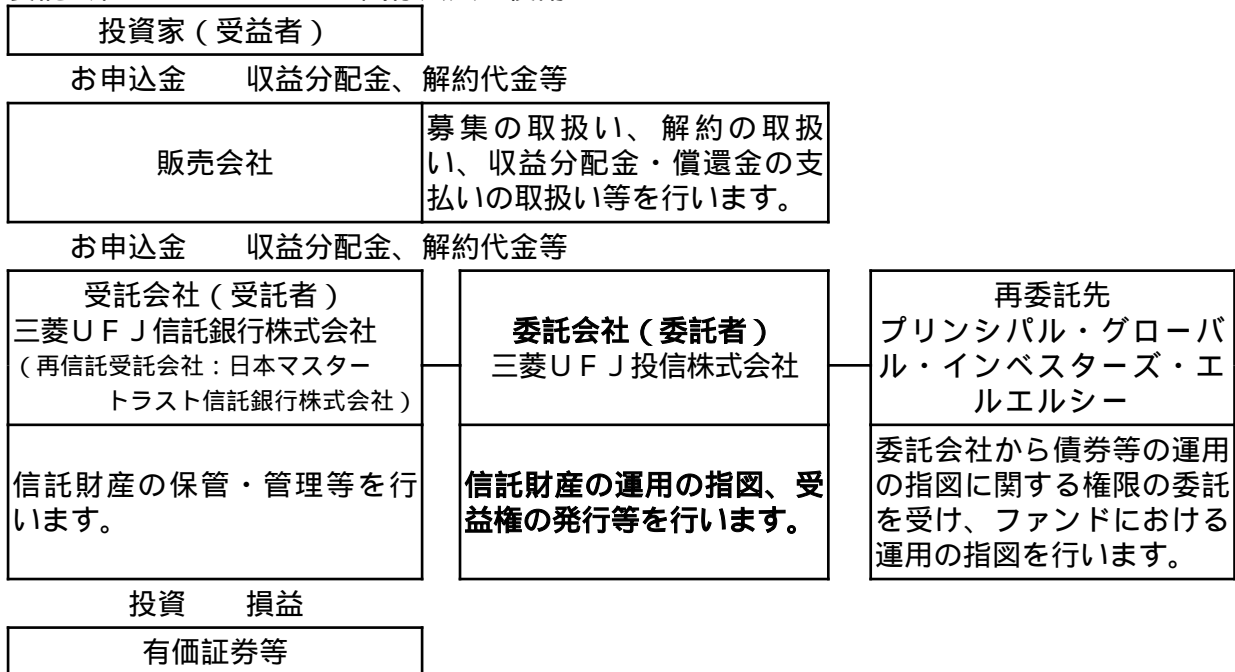 投資家（受益者）
お申込金　　収益分配金、解約代金等
販売会社
募集の取扱い、解約の取扱
い、収益分配金・償還金の支
払いの取扱い等を行います。
お申込金　　収益分配金、解約代金等
受託会社（受託者）
三菱ＵＦＪ信託銀行株式会社
（再信託受託会社：日本マスター
トラスト信託銀行株式会社）
委託会社（委託者）
三菱ＵＦＪ投信株式会社
再委託先
プリンシパル・グローバ
ル・インベスターズ・エ
ルエルシー
信託財産の保管・管理等を行
います。
信託財産の運用の指図、受
益権の発行等を行います。
委託会社から債券等の運用
の指図に関する権限の委託
を受け、ファンドにおける
運用の指図を行います。
投資　　損益
有価証券等